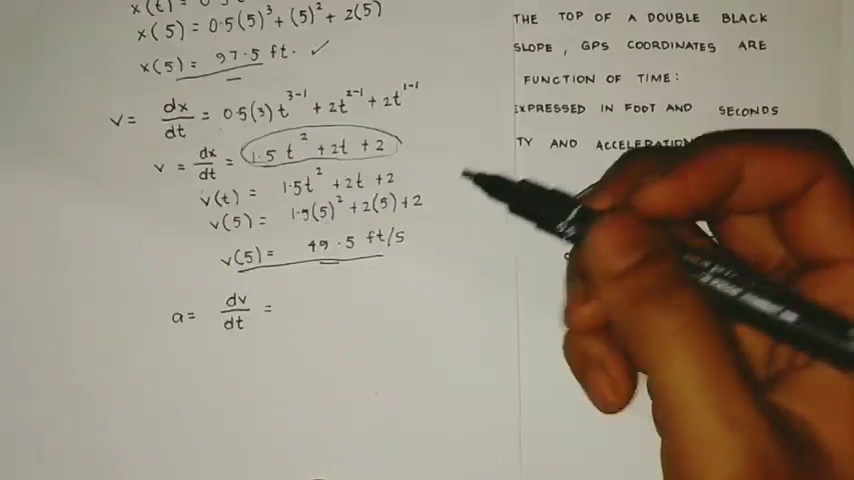 x(t) = 0.5
x(5) = 0.5(5)³ + (5)² + 2(5)
x(5) = 97.5 ft. ✓
v = dx/dt = 0.5(3)t³⁻¹ + 2t²⁻¹ + 2t¹⁻¹
v = dx/dt = 1.5t² + 2t + 2
v(t) = 1.5t² + 2t + 2
v(5) = 1.5(5)² + 2(5) + 2
v(5) = 49.5 ft/s
a = dv/dt =
THE TOP OF A DOUBLE BLACK
SLOPE, GPS COORDINATES ARE
FUNCTION OF TIME:
EXPRESSED IN FOOT AND SECONDS
TY AND ACCELERATION